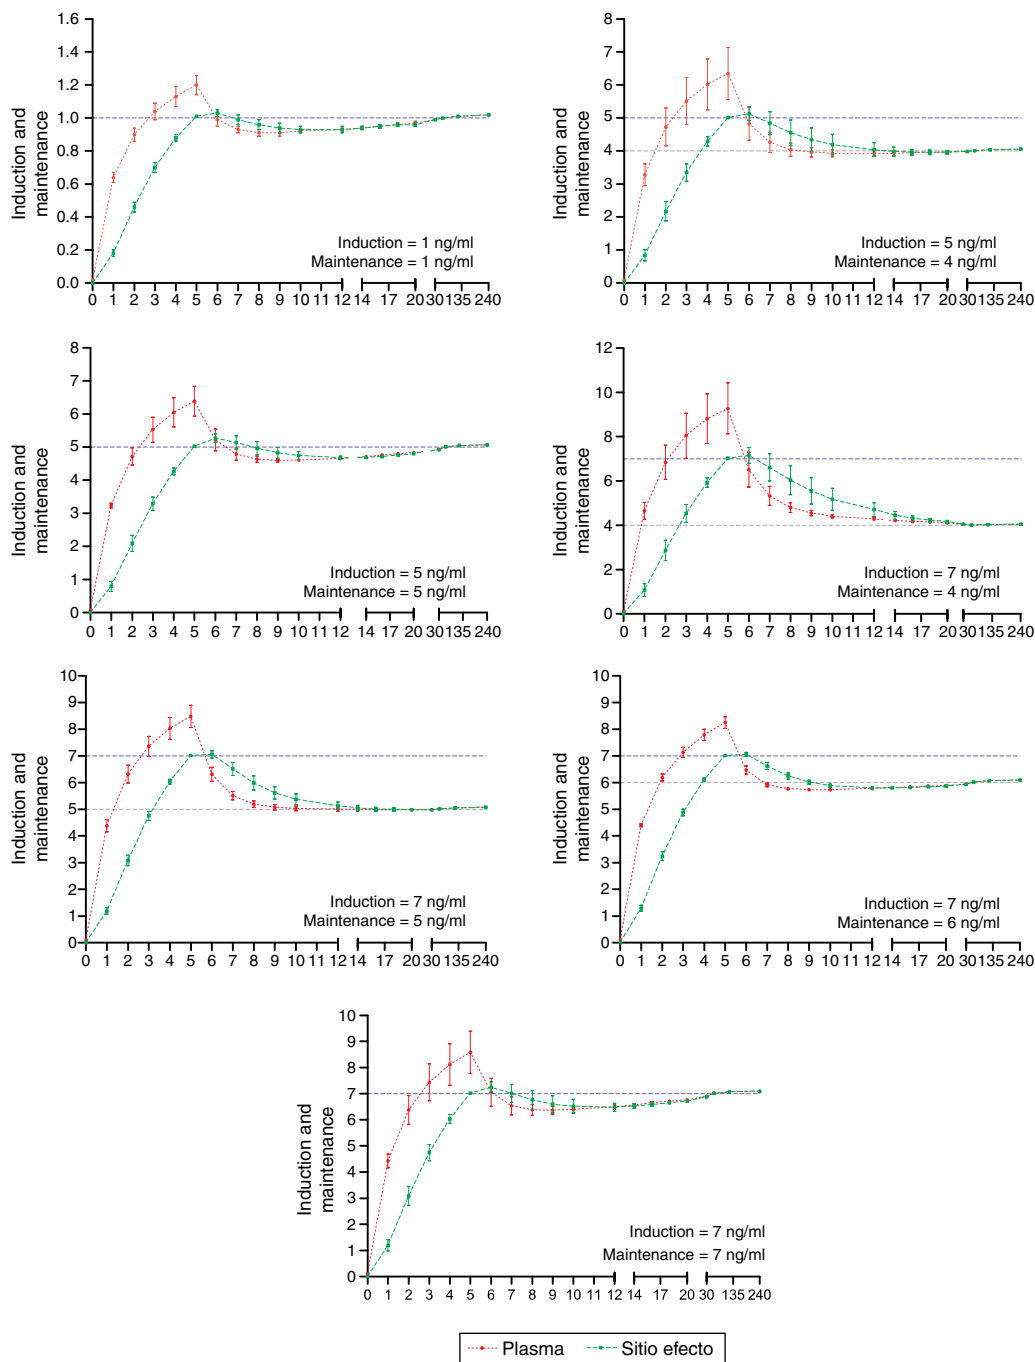 1.6
1.4
1.2
1.0
0.8
0.6
0.4
0.2
0.0
Induction and
maintenance
Induction = 1 ng/ml
Maintenance = 1 ng/ml
0 1 2 3 4 5 6 7 8 9 10 11 12 14 17 20 30 135 240
8
7
6
5
4
3
2
1
0
Induction and
maintenance
Induction = 5 ng/ml
Maintenance = 4 ng/ml
0 1 2 3 4 5 6 7 8 9 10 11 12 14 17 20 30 135 240
8
7
6
5
4
3
2
1
0
Induction and
maintenance
Induction = 5 ng/ml
Maintenance = 5 ng/ml
0 1 2 3 4 5 6 7 8 9 10 11 12 14 17 20 30 135 240
12
10
8
6
4
2
0
Induction and
maintenance
Induction = 7 ng/ml
Maintenance = 4 ng/ml
0 1 2 3 4 5 6 7 8 9 10 11 12 14 17 20 30 135 240
10
9
8
7
6
5
4
3
2
1
0
Induction and
maintenance
Induction = 7 ng/ml
Maintenance = 5 ng/ml
0 1 2 3 4 5 6 7 8 9 10 11 12 14 17 20 30 135 240
10
9
8
7
6
5
4
3
2
1
0
Induction and
maintenance
Induction = 7 ng/ml
Maintenance = 6 ng/ml
0 1 2 3 4 5 6 7 8 9 10 11 12 14 17 20 30 135 240
10
9
8
7
6
5
4
3
2
1
0
Induction and
maintenance
Induction = 7 ng/ml
Maintenance = 7 ng/ml
0 1 2 3 4 5 6 7 8 9 10 11 12 14 17 20 30 135 240
Plasma Sitio efecto